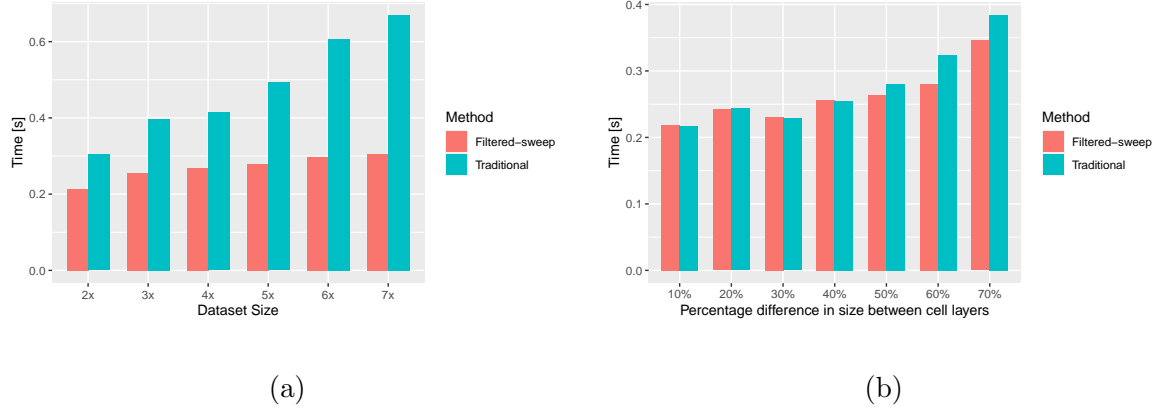 0.6
0.4
0.2
0.0
Time [s]
2x 3x 4x 5x 6x 7x
Dataset Size
Method
Filtered−sweep
Traditional
(a)
0.4
0.3
0.2
0.1
0.0
Time [s]
10% 20% 30% 40% 50% 60% 70%
Percentage difference in size between cell layers
Method
Filtered−sweep
Traditional
(b)